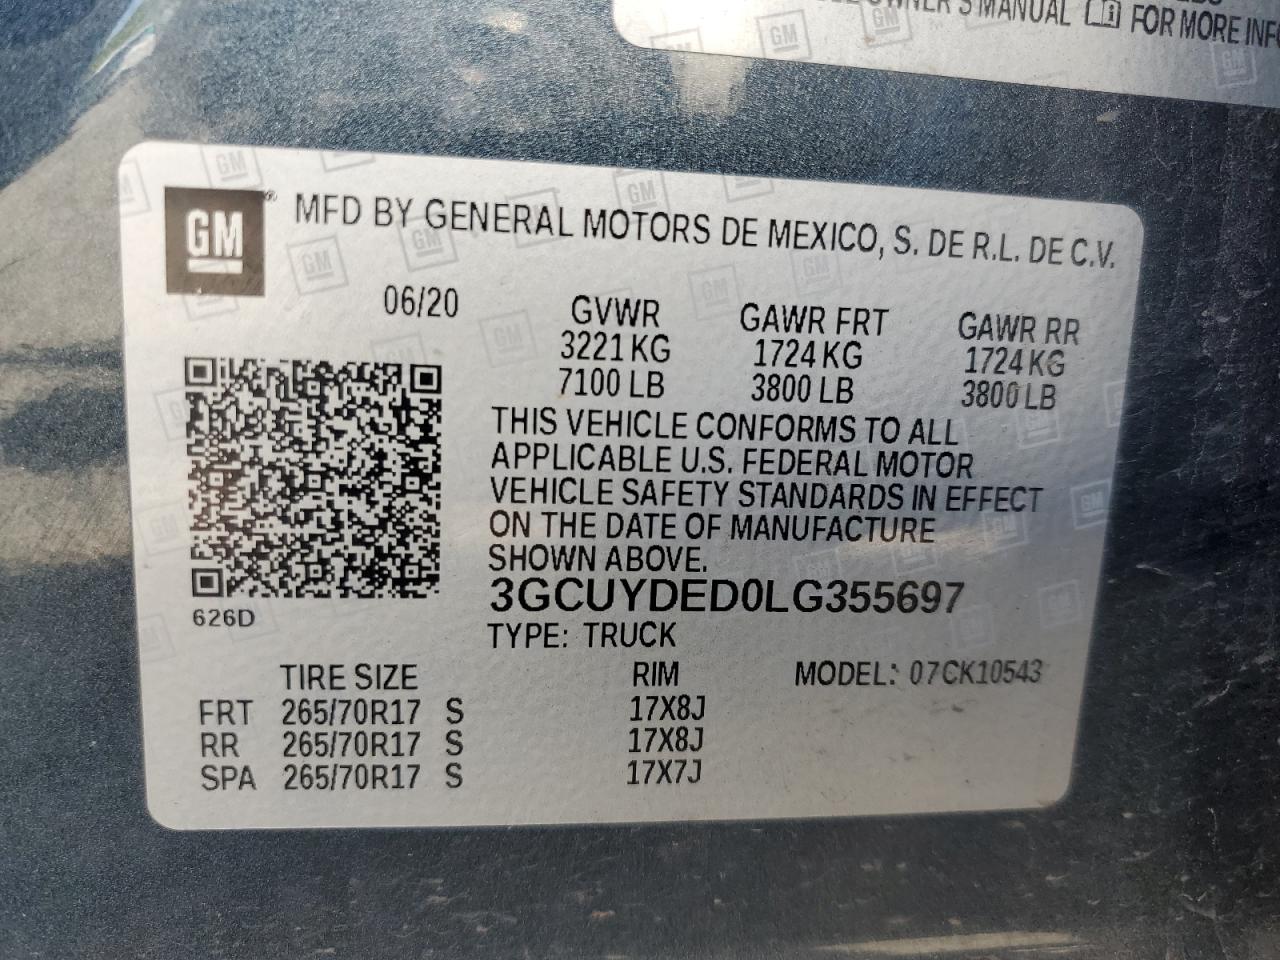 OWNER'S MANUAL FOR MORE
GM
MFD BY GENERAL MOTORS DE MEXICO, S. DE R.L. DE C.V.
06/20
GVWR GAWR FRT GAWR RR
3221 KG 1724 KG 1724 KG
7100 LB 3800 LB 3800 LB
THIS VEHICLE CONFORMS TO ALL
APPLICABLE U.S. FEDERAL MOTOR
VEHICLE SAFETY STANDARDS IN EFFECT
ON THE DATE OF MANUFACTURE
SHOWN ABOVE.
3GCUYDED0LG355697
626D
TYPE: TRUCK
TIRE SIZE RIM MODEL: 07CK10543
FRT 265/70R17 S 17X8J
RR 265/70R17 S 17X8J
SPA 265/70R17 S 17X7J